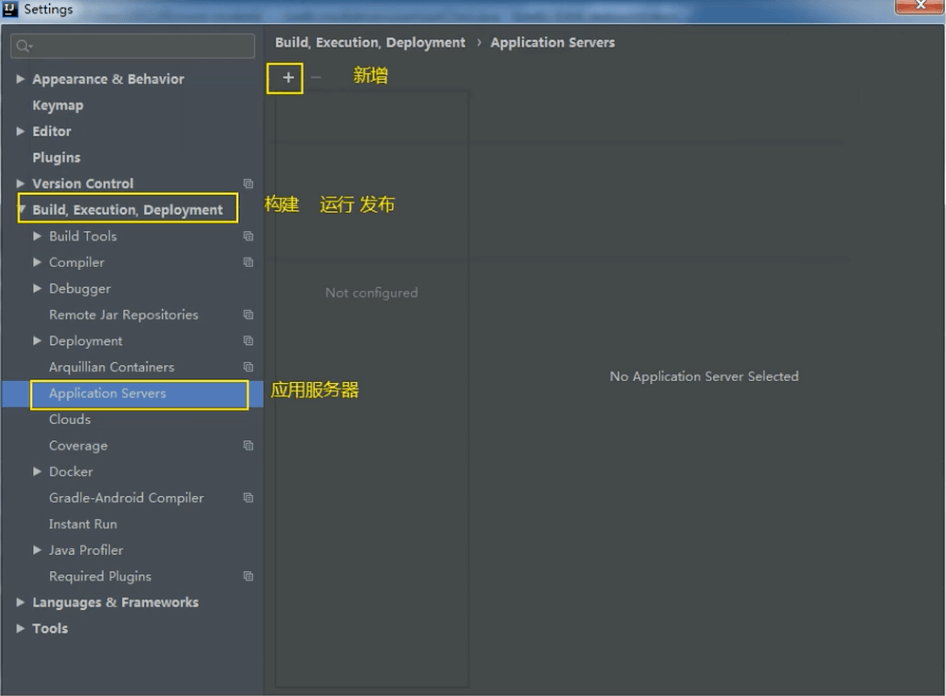 Settings
Build, Execution, Deployment › Application Servers
新增
Appearance & Behavior
Keymap
Editor
Plugins
Version Control
Build, Execution, Deployment
构建 运行 发布
Build Tools
Compiler
Debugger
Not configured
Remote Jar Repositories
Deployment
Arquillian Containers
No Application Server Selected
Application Servers
应用服务器
Clouds
Coverage
Docker
Gradle-Android Compiler
Instant Run
Java Profiler
Required Plugins
Languages & Frameworks
Tools